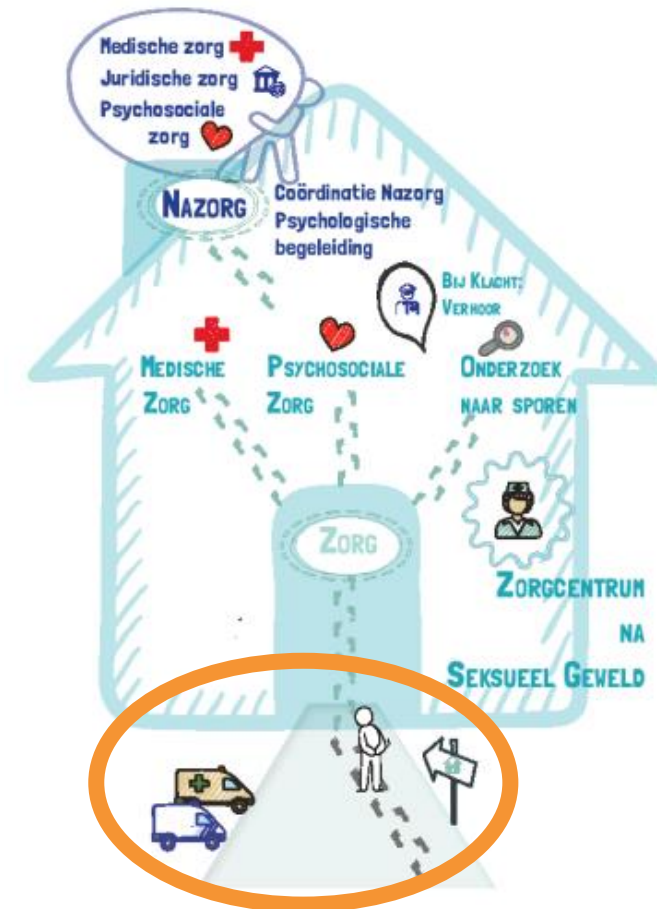 Medische zorg
Juridische zorg
Psychosociale
zorg
NAZORG
Coördinatie Nazorg
Psychologische
begeleiding
BIJ KLACHT:
VERHOOR
MEDISCHE
ZORG
PSYCHOSOCIALE
ZORG
ONDERZOEK
NAAR SPOREN
ZORG
ZORGCENTRUM
NA
SEKSUEEL GEWELD